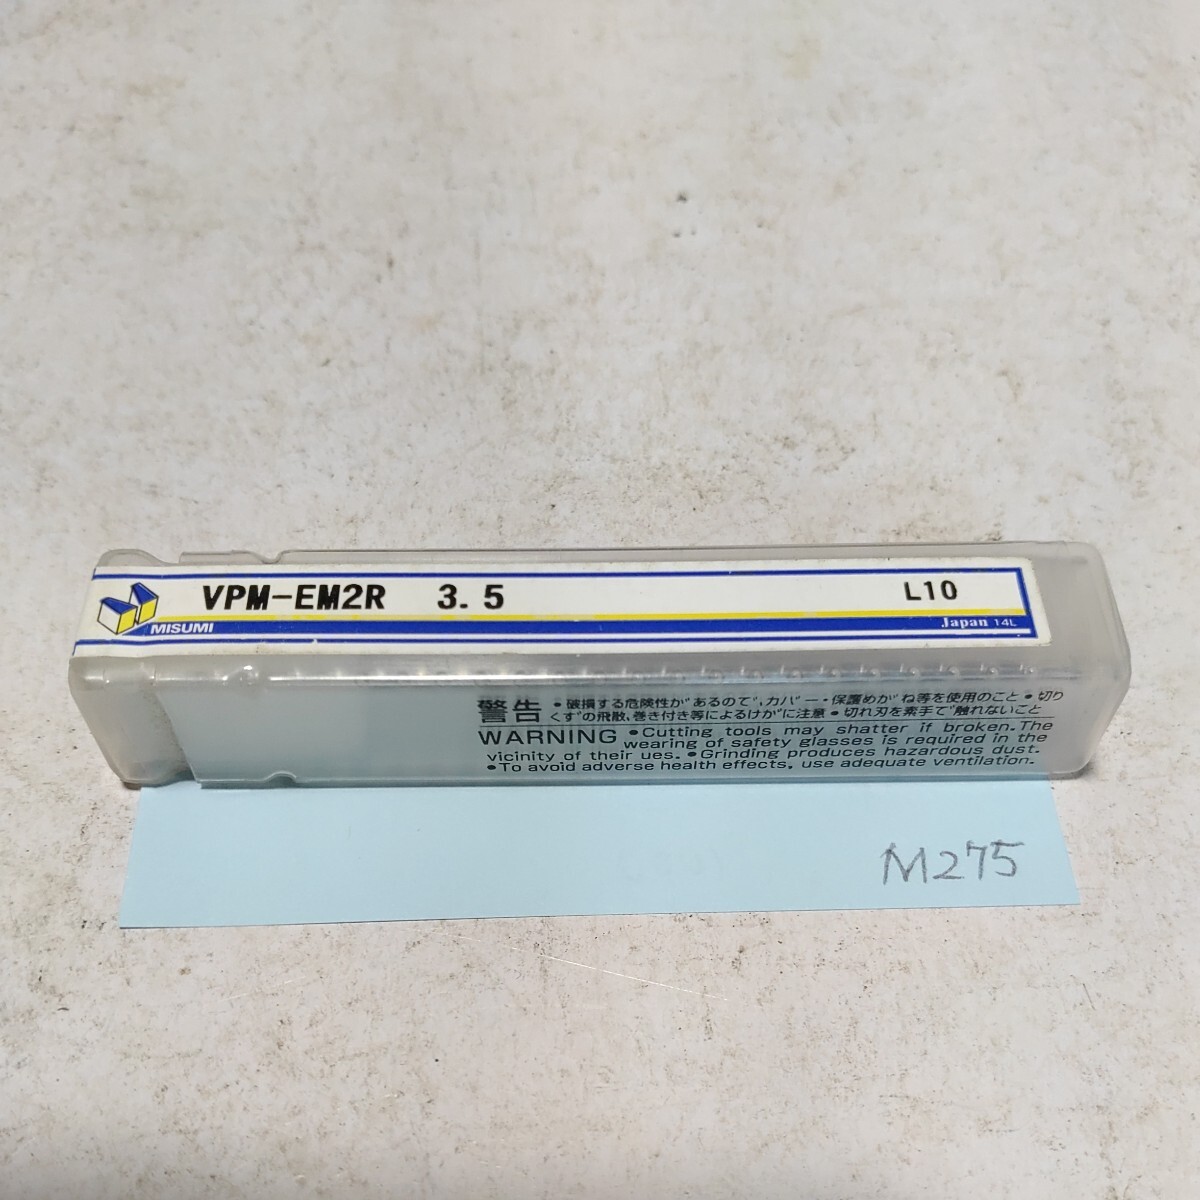 VPM-EM2R 3.5 L10
MISUMI Japan 14L
警告 •破損する危険性があるので、カバー・保護めがね等を使用のこと•切り
くずの飛散、巻き付き等によるけがに注意•切れ刃を素手で触れないこと
WARNING •Cutting tools may shatter if broken.The
wearing of safety glasses is required in the
vicinity of their ues. •Grinding produces hazardous dust.
•To avoid adverse health effects, use adequate ventilation.
M275